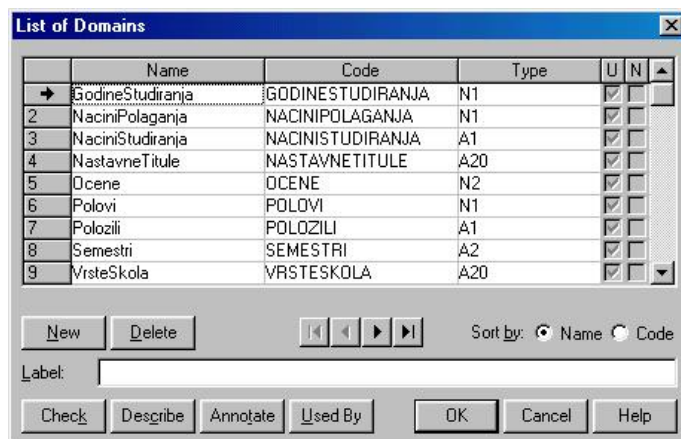 List of Domains
Name Code Type U N
GodineStudiranja GODINESTUDIRANJA N1
2 NaciniPolaganja NACINIPOLAGANJA N1
3 NaciniStudiranja NACINISTUDIRANJA A1
4 NastavneTitule NASTAVNETITULE A20
5 Ocene OCENE N2
6 Polovi POLOVI N1
7 Polozili POLOZILI A1
8 Semestri SEMESTRI A2
9 VrsteSkola VRSTESKOLA A20
New Delete Sort by: Name Code
Label:
Check Describe Annotate Used By OK Cancel Help